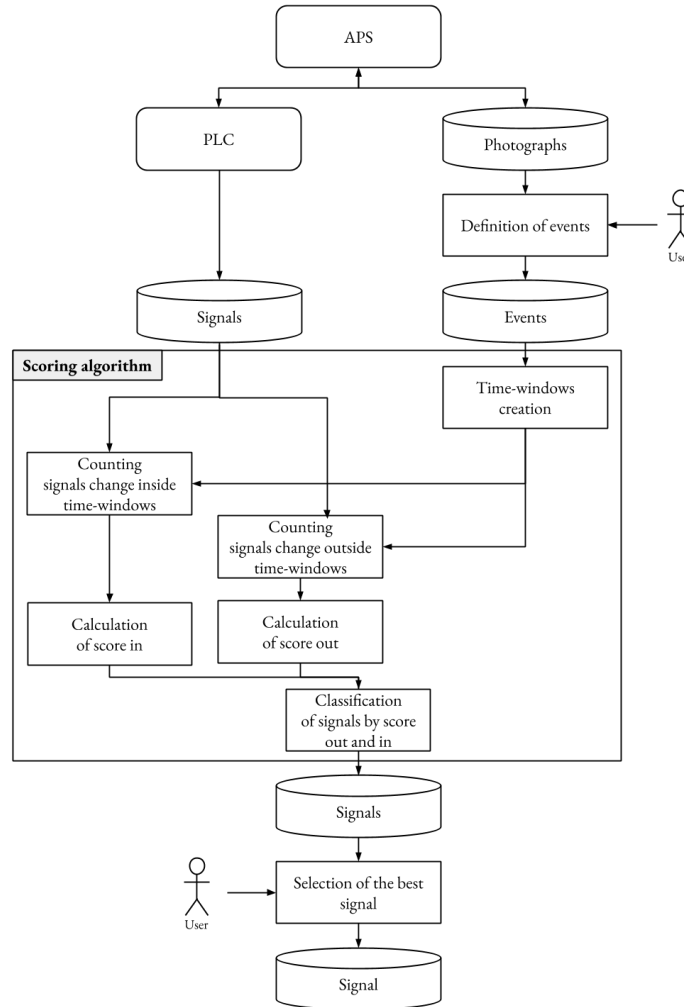 APS
PLC
Photographs
Definition of events
Signals
Events
Scoring algorithm
Time-windows
creation
Counting
signals change inside
time-windows
Counting
signals change outside
time-windows
Calculation
of score in
Calculation
of score out
Classification
of signals by score
out and in
Signals
Selection of the best
signal
User
Signal